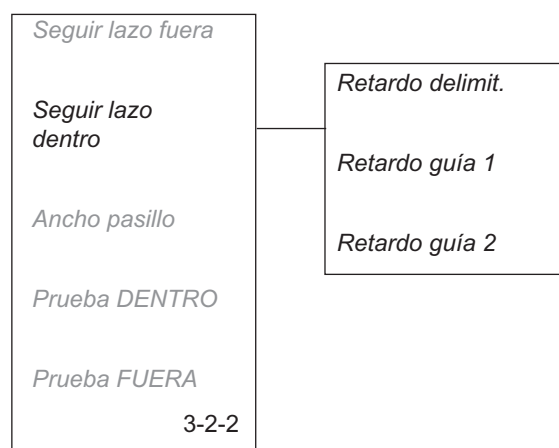 Seguir lazo fuera
Seguir lazo
dentro
Ancho pasillo
Prueba DENTRO
Prueba FUERA
3-2-2
Retardo delimit.
Retardo guía 1
Retardo guía 2